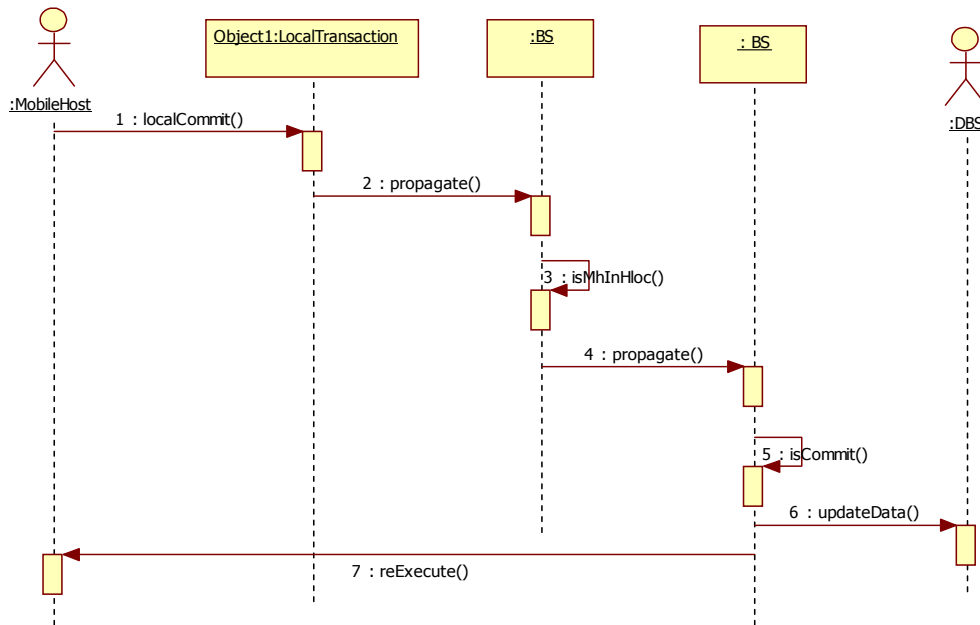 Object1:LocalTransaction
:BS
: BS
:MobileHost
:DBS
1 : localCommit()
2 : propagate()
3 : isMhInHloc()
4 : propagate()
5 : isCommit()
6 : updateData()
7 : reExecute()